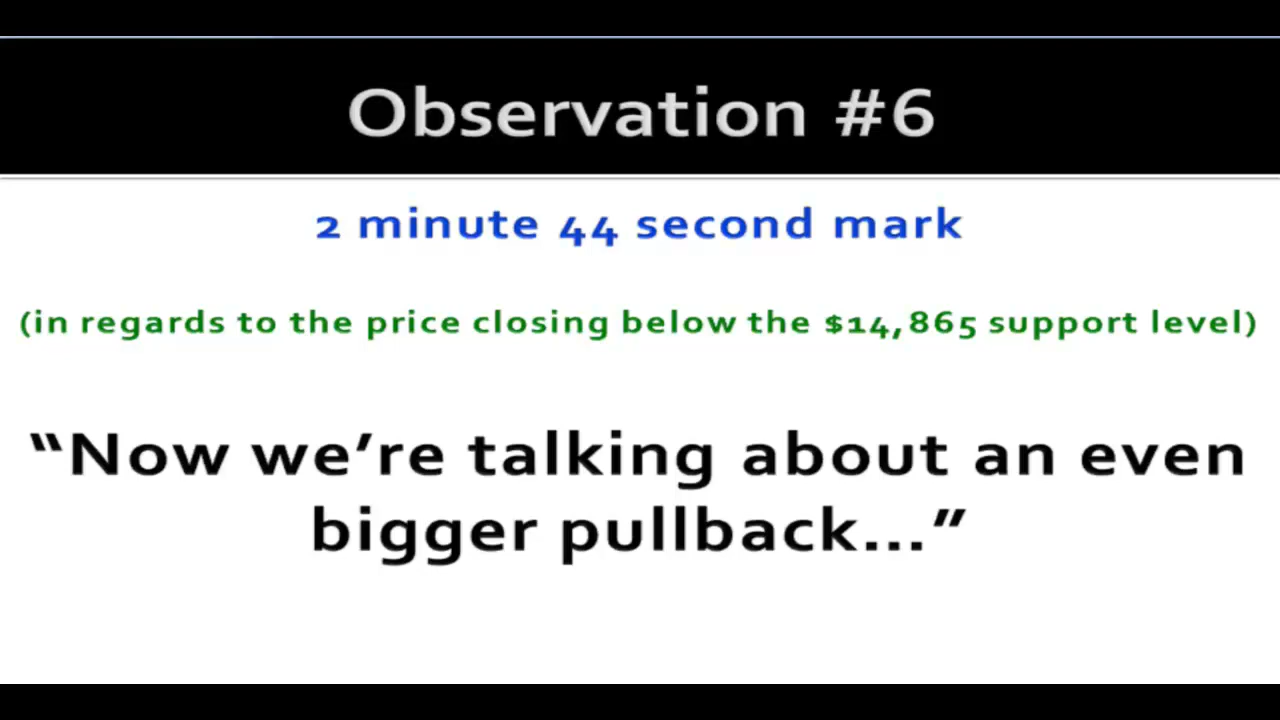 Observation #6
2 minute 44 second mark
(in regards to the price closing below the $14,865 support level)
“Now we’re talking about an even
bigger pullback...”